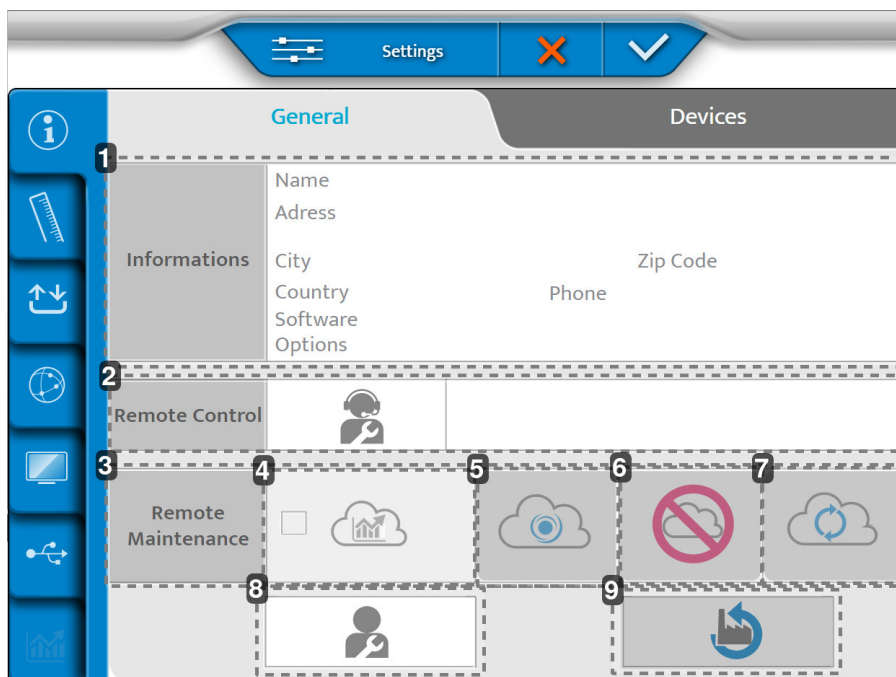 Settings
General
Devices
1
Informations
Name
Adress
City
Zip Code
Country
Phone
Software
Options
2
Remote Control
3
4
5
6
7
Remote
Maintenance
8
9